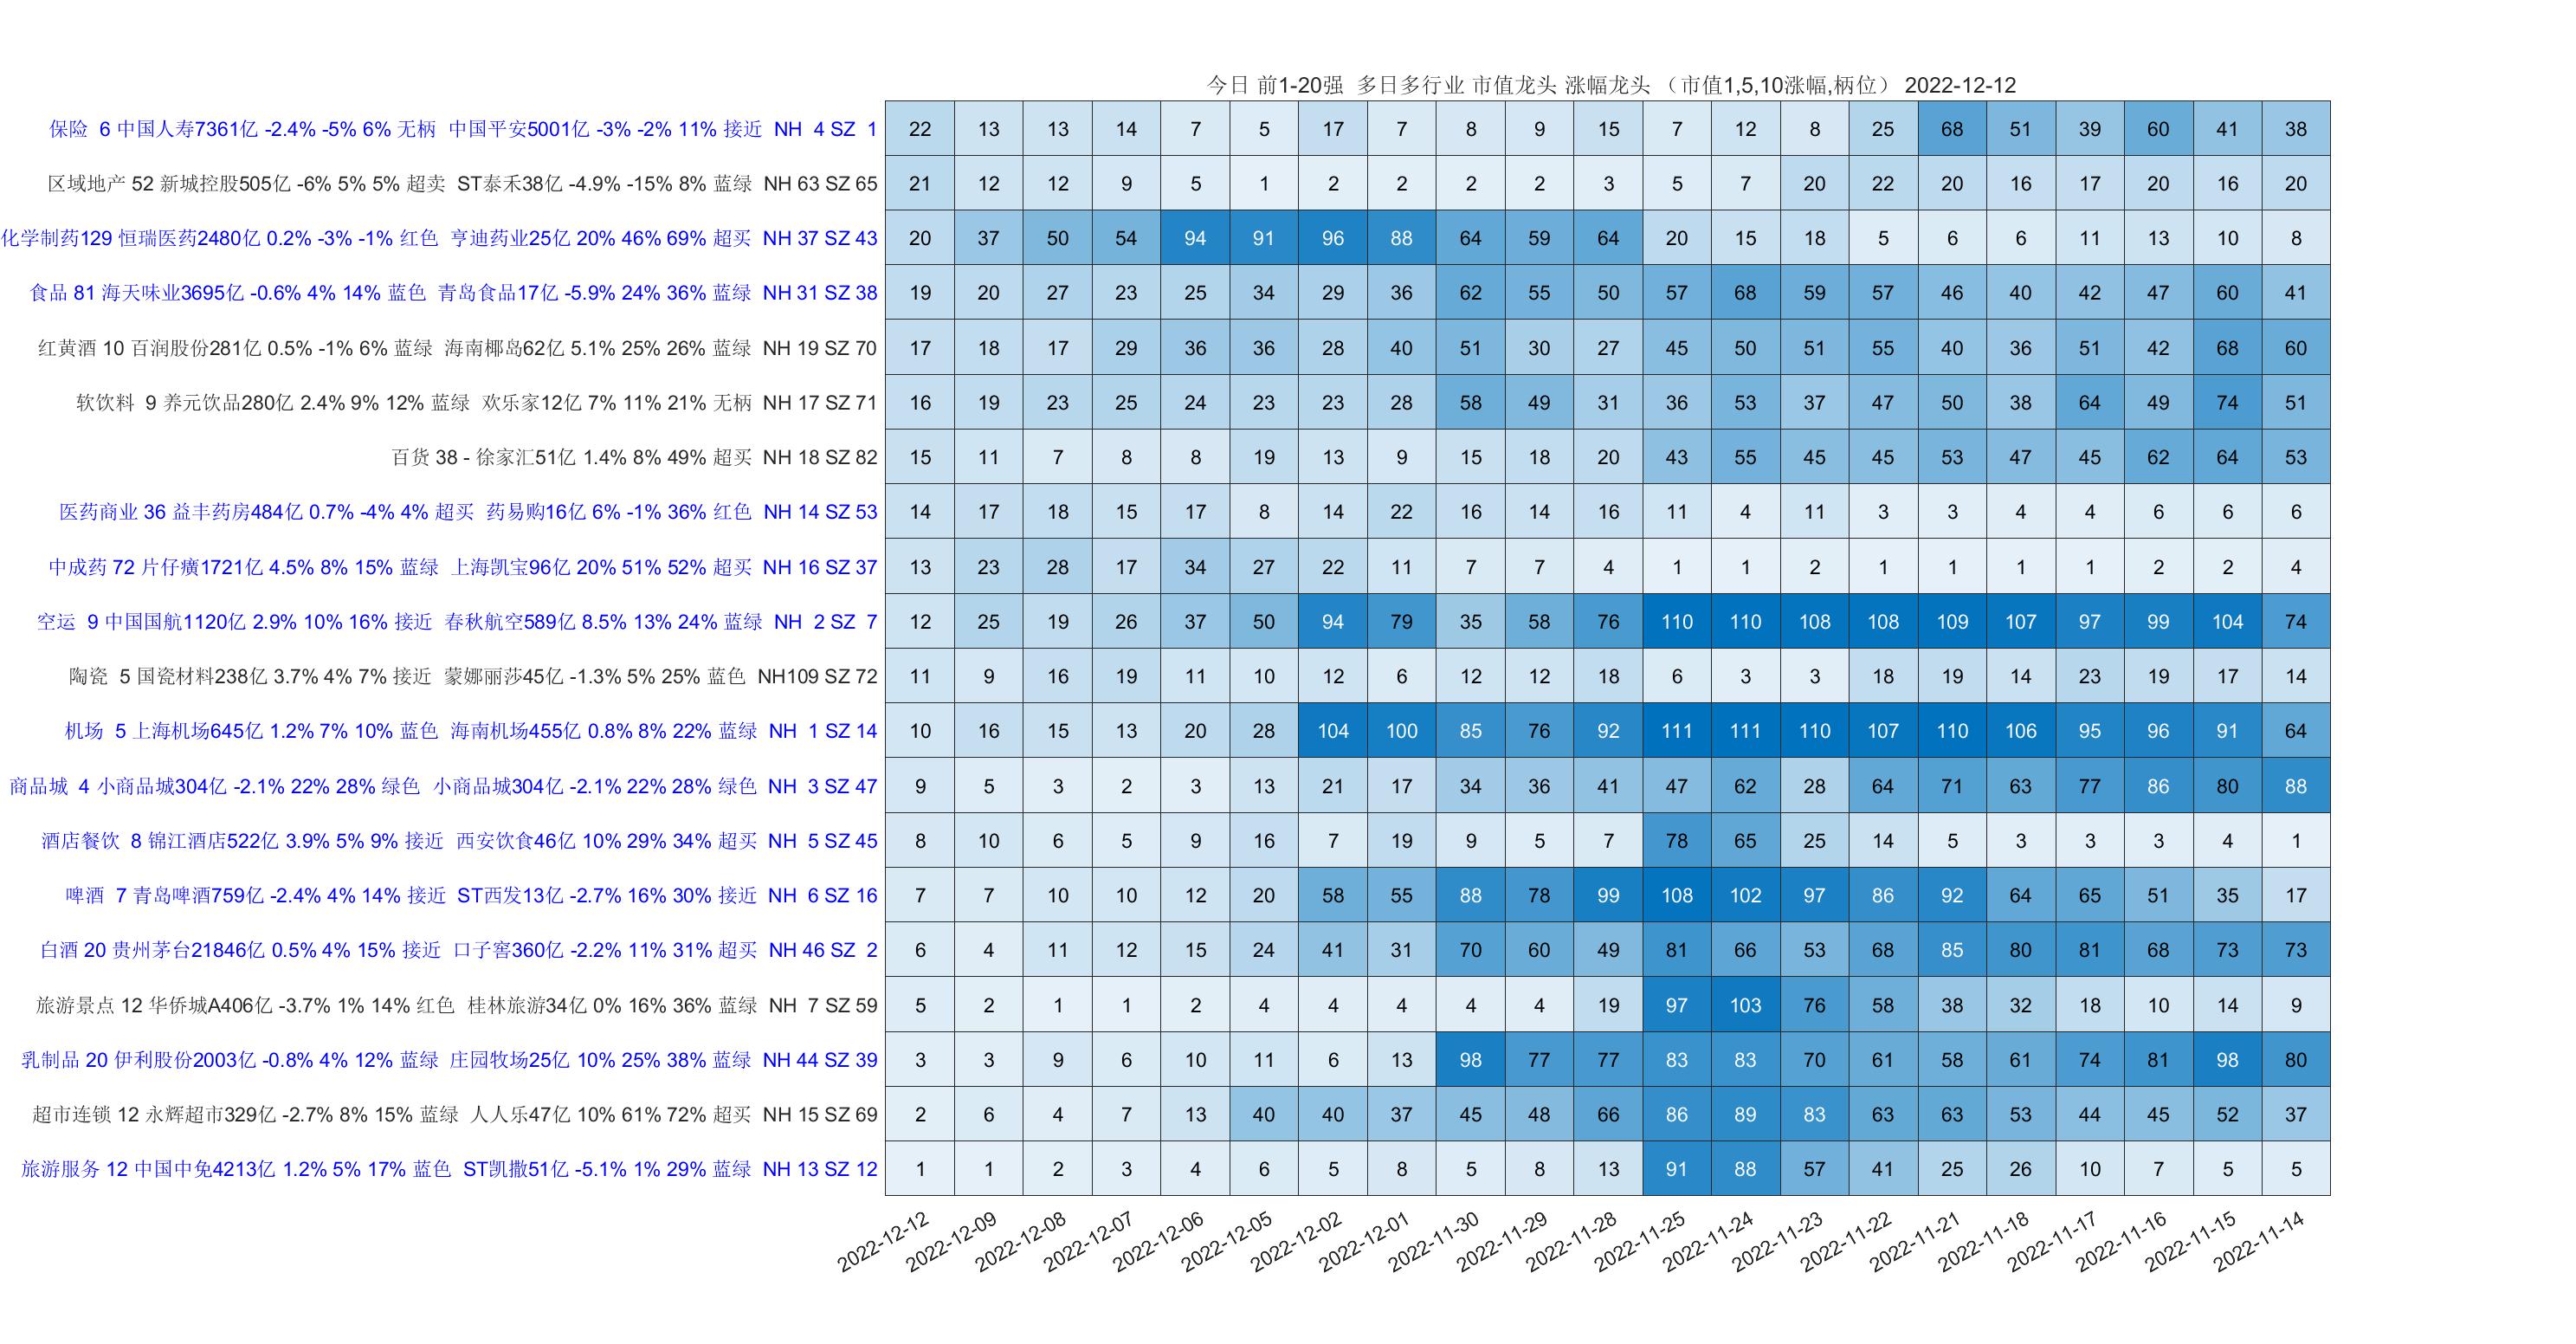 今日 前1-20强 多日多行业 市值龙头 涨幅龙头 （市值1,5,10涨幅,柄位） 2022-12-12
保险 6 中国人寿7361亿 -2.4% -5% 6% 无柄 中国平安5001亿 -3% -2% 11% 接近 NH 4 SZ 1 22 13 13 14 7 5 17 7 8 9 15 7 12 8 25 68 51 39 60 41 38
区域地产 52 新城控股505亿 -6% 5% 5% 超卖 ST泰禾38亿 -4.9% -15% 8% 蓝绿 NH 63 SZ 65 21 12 12 9 5 1 2 2 2 2 3 5 7 20 22 20 16 17 20 16 20
化学制药129 恒瑞医药2480亿 0.2% -3% -1% 红色 亨迪药业25亿 20% 46% 69% 超买 NH 37 SZ 43 20 37 50 54 94 91 96 88 64 59 64 20 15 18 5 6 6 11 13 10 8
食品 81 海天味业3695亿 -0.6% 4% 14% 蓝色 青岛食品17亿 -5.9% 24% 36% 蓝绿 NH 31 SZ 38 19 20 27 23 25 34 29 36 62 55 50 57 68 59 57 46 40 42 47 60 41
红黄酒 10 百润股份281亿 0.5% -1% 6% 蓝绿 海南椰岛62亿 5.1% 25% 26% 蓝绿 NH 19 SZ 70 17 18 17 29 36 36 28 40 51 30 27 45 50 51 55 40 36 51 42 68 60
软饮料 9 养元饮品280亿 2.4% 9% 12% 蓝绿 欢乐家12亿 7% 11% 21% 无柄 NH 17 SZ 71 16 19 23 25 24 23 23 28 58 49 31 36 53 37 47 50 38 64 49 74 51
百货 38 - 徐家汇51亿 1.4% 8% 49% 超买 NH 18 SZ 82 15 11 7 8 8 19 13 9 15 18 20 43 55 45 45 53 47 45 62 64 53
医药商业 36 益丰药房484亿 0.7% -4% 4% 超买 药易购16亿 6% -1% 36% 红色 NH 14 SZ 53 14 17 18 15 17 8 14 22 16 14 16 11 4 11 3 3 4 4 6 6 6
中成药 72 片仔癀1721亿 4.5% 8% 15% 蓝绿 上海凯宝96亿 20% 51% 52% 超买 NH 16 SZ 37 13 23 28 17 34 27 22 11 7 7 4 1 1 2 1 1 1 1 2 2 4
空运 9 中国国航1120亿 2.9% 10% 16% 接近 春秋航空589亿 8.5% 13% 24% 蓝绿 NH 2 SZ 7 12 25 19 26 37 50 94 79 35 58 76 110 110 108 108 109 107 97 99 104 74
陶瓷 5 国瓷材料238亿 3.7% 4% 7% 接近 蒙娜丽莎45亿 -1.3% 5% 25% 蓝色 NH109 SZ 72 11 9 16 19 11 10 12 6 12 12 18 6 3 3 18 19 14 23 19 17 14
机场 5 上海机场645亿 1.2% 7% 10% 蓝色 海南机场455亿 0.8% 8% 22% 蓝绿 NH 1 SZ 14 10 16 15 13 20 28 104 100 85 76 92 111 111 110 107 110 106 95 96 91 64
商品城 4 小商品城304亿 -2.1% 22% 28% 绿色 小商品城304亿 -2.1% 22% 28% 绿色 NH 3 SZ 47 9 5 3 2 3 13 21 17 34 36 41 47 62 28 64 71 63 77 86 80 88
酒店餐饮 8 锦江酒店522亿 3.9% 5% 9% 接近 西安饮食46亿 10% 29% 34% 超买 NH 5 SZ 45 8 10 6 5 9 16 7 19 9 5 7 78 65 25 14 5 3 3 3 4 1
啤酒 7 青岛啤酒759亿 -2.4% 4% 14% 接近 ST西发13亿 -2.7% 16% 30% 接近 NH 6 SZ 16 7 7 10 10 12 20 58 55 88 78 99 108 102 97 86 92 64 65 51 35 17
白酒 20 贵州茅台21846亿 0.5% 4% 15% 接近 口子窖360亿 -2.2% 11% 31% 超买 NH 46 SZ 2 6 4 11 12 15 24 41 31 70 60 49 81 66 53 68 85 80 81 68 73 73
旅游景点 12 华侨城A406亿 -3.7% 1% 14% 红色 桂林旅游34亿 0% 16% 36% 蓝绿 NH 7 SZ 59 5 2 1 1 2 4 4 4 4 4 19 97 103 76 58 38 32 18 10 14 9
乳制品 20 伊利股份2003亿 -0.8% 4% 12% 蓝绿 庄园牧场25亿 10% 25% 38% 蓝绿 NH 44 SZ 39 3 3 9 6 10 11 6 13 98 77 77 83 83 70 61 58 61 74 81 98 80
超市连锁 12 永辉超市329亿 -2.7% 8% 15% 蓝绿 人人乐47亿 10% 61% 72% 超买 NH 15 SZ 69 2 6 4 7 13 40 40 37 45 48 66 86 89 83 63 63 53 44 45 52 37
旅游服务 12 中国中免4213亿 1.2% 5% 17% 蓝色 ST凯撒51亿 -5.1% 1% 29% 蓝绿 NH 13 SZ 12 1 1 2 3 4 6 5 8 5 8 13 91 88 57 41 25 26 10 7 5 5
2022-12-12 2022-12-09 2022-12-08 2022-12-07 2022-12-06 2022-12-05 2022-12-02 2022-12-01 2022-11-30 2022-11-29 2022-11-28 2022-11-25 2022-11-24 2022-11-23 2022-11-22 2022-11-21 2022-11-18 2022-11-17 2022-11-16 2022-11-15 2022-11-14